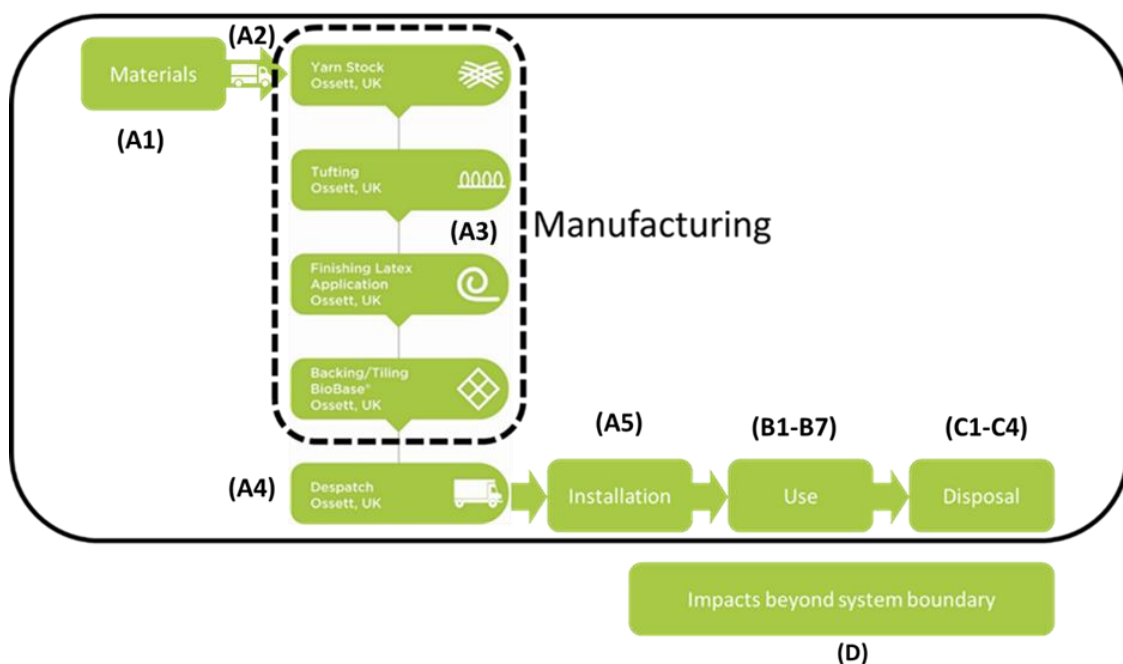 (A2)
Materials
(A1)
Yarn Stock
Ossett, UK
Tufting
Ossett, UK
(A3)
Manufacturing
Finishing Latex
Application
Ossett, UK
Backing/Tiling
BioBase®
Ossett, UK
(A4)
Despatch
Ossett, UK
(A5)
Installation
(B1-B7)
Use
(C1-C4)
Disposal
Impacts beyond system boundary
(D)